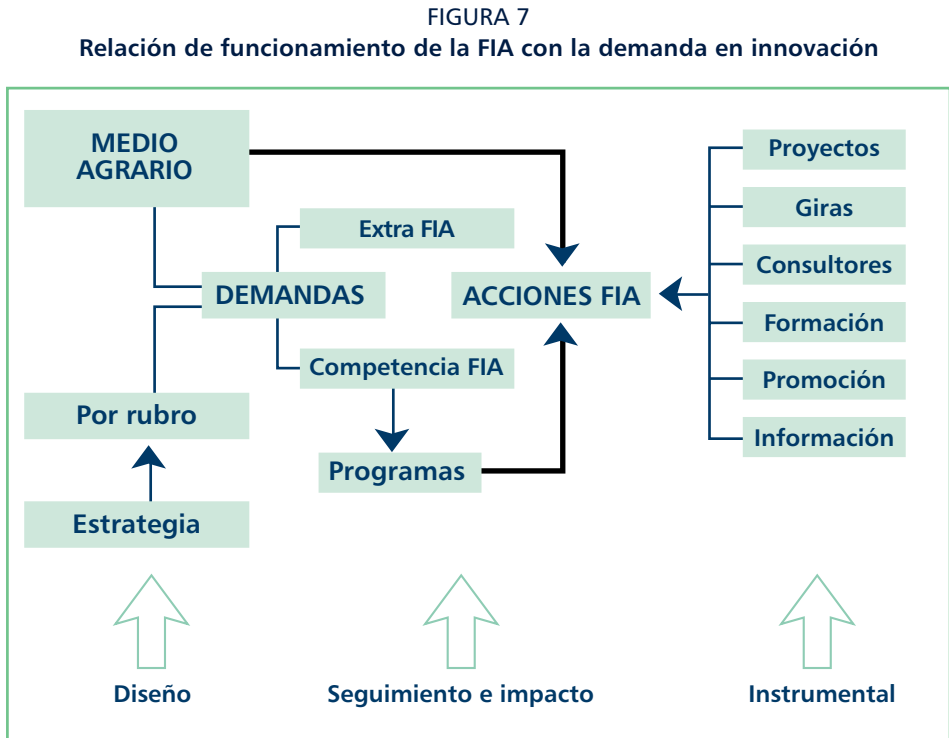 FIGURA 7
Relación de funcionamiento de la FIA con la demanda en innovación
MEDIO
AGRARIO
DEMANDAS
Extra FIA
Competencia FIA
Por rubro
Estrategia
Programas
ACCIONES FIA
Proyectos
Giras
Consultores
Formación
Promoción
Información
Diseño
Seguimiento e impacto
Instrumental